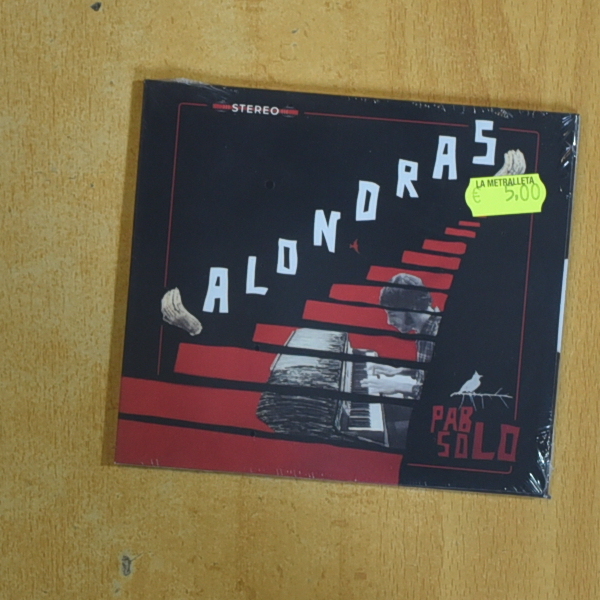 STEREO
ALONDRAS
LA METRALLETA
€ 5,00
PAB
SOLO